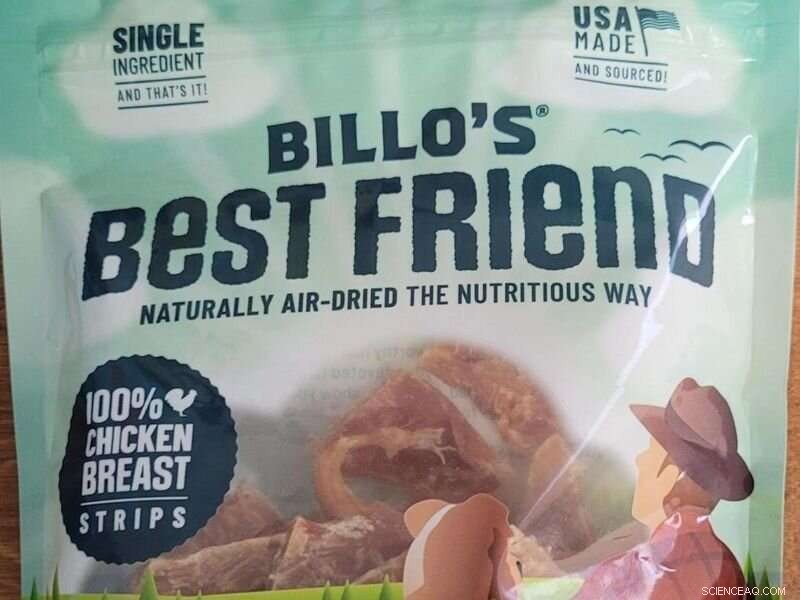 SINGLE
INGREDIENT
AND THAT'S IT!
USA
MADE
AND SOURCED!
BILLO'S®
BEST FRIEND
NATURALLY AIR-DRIED THE NUTRITIOUS WAY
100%
CHICKEN
BREAST
STRIPS
SCIENCEAQ.COM